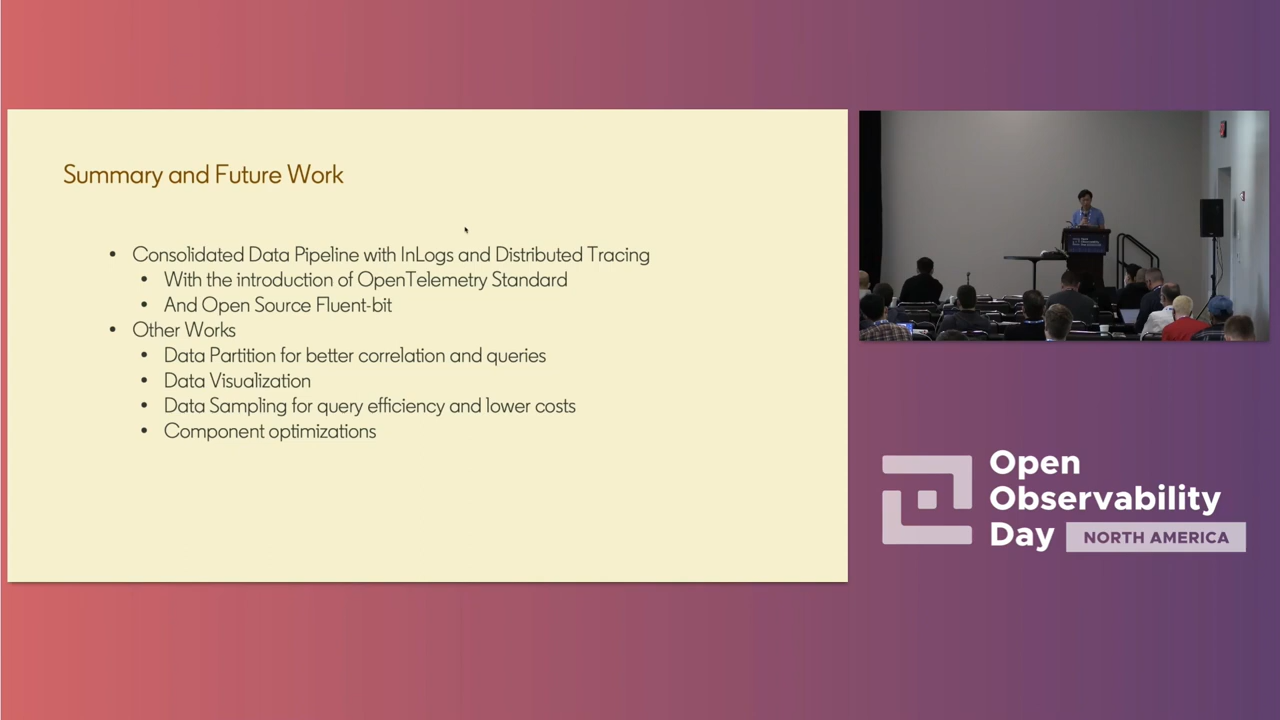 Summary and Future Work
• Consolidated Data Pipeline with InLogs and Distributed Tracing
• With the introduction of OpenTelemetry Standard
• And Open Source Fluent-bit
• Other Works
• Data Partition for better correlation and queries
• Data Visualization
• Data Sampling for query efficiency and lower costs
• Component optimizations
Open
Observability
Day NORTH AMERICA